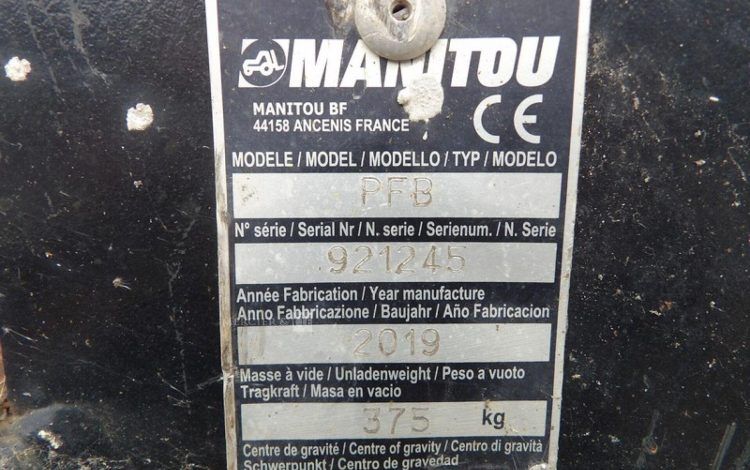 MANITOU
MANITOU BF
44158 ANCENIS FRANCE
CE
MODELE / MODEL / MODELLO / TYP / MODELO
PFB
N° série / Serial Nr / N. serie / Serienum. / N. Serie
921245
Année Fabrication / Year manufacture
Anno Fabbricazione / Baujahr / Año Fabricacion
2019
Masse à vide / Unladenweight / Peso a vuoto
Tragkraft / Masa en vacio
375 kg
Centre de gravité/ Centre of gravity / Centro di gravità
Schwerpunkt / Centro de gravedad